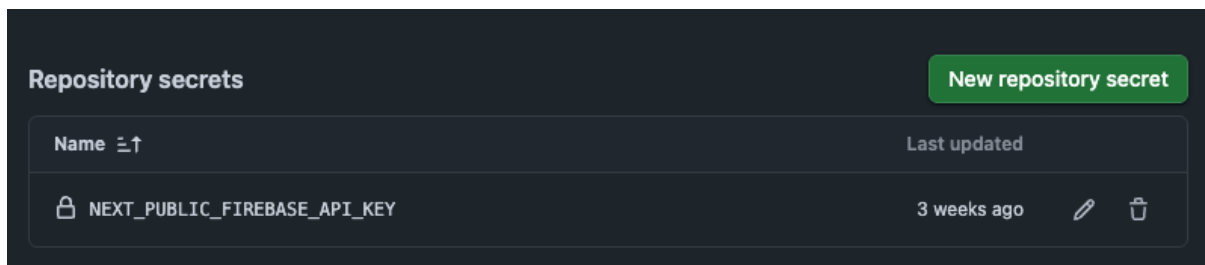 Repository secrets
New repository secret
Name
Last updated
NEXT_PUBLIC_FIREBASE_API_KEY
3 weeks ago